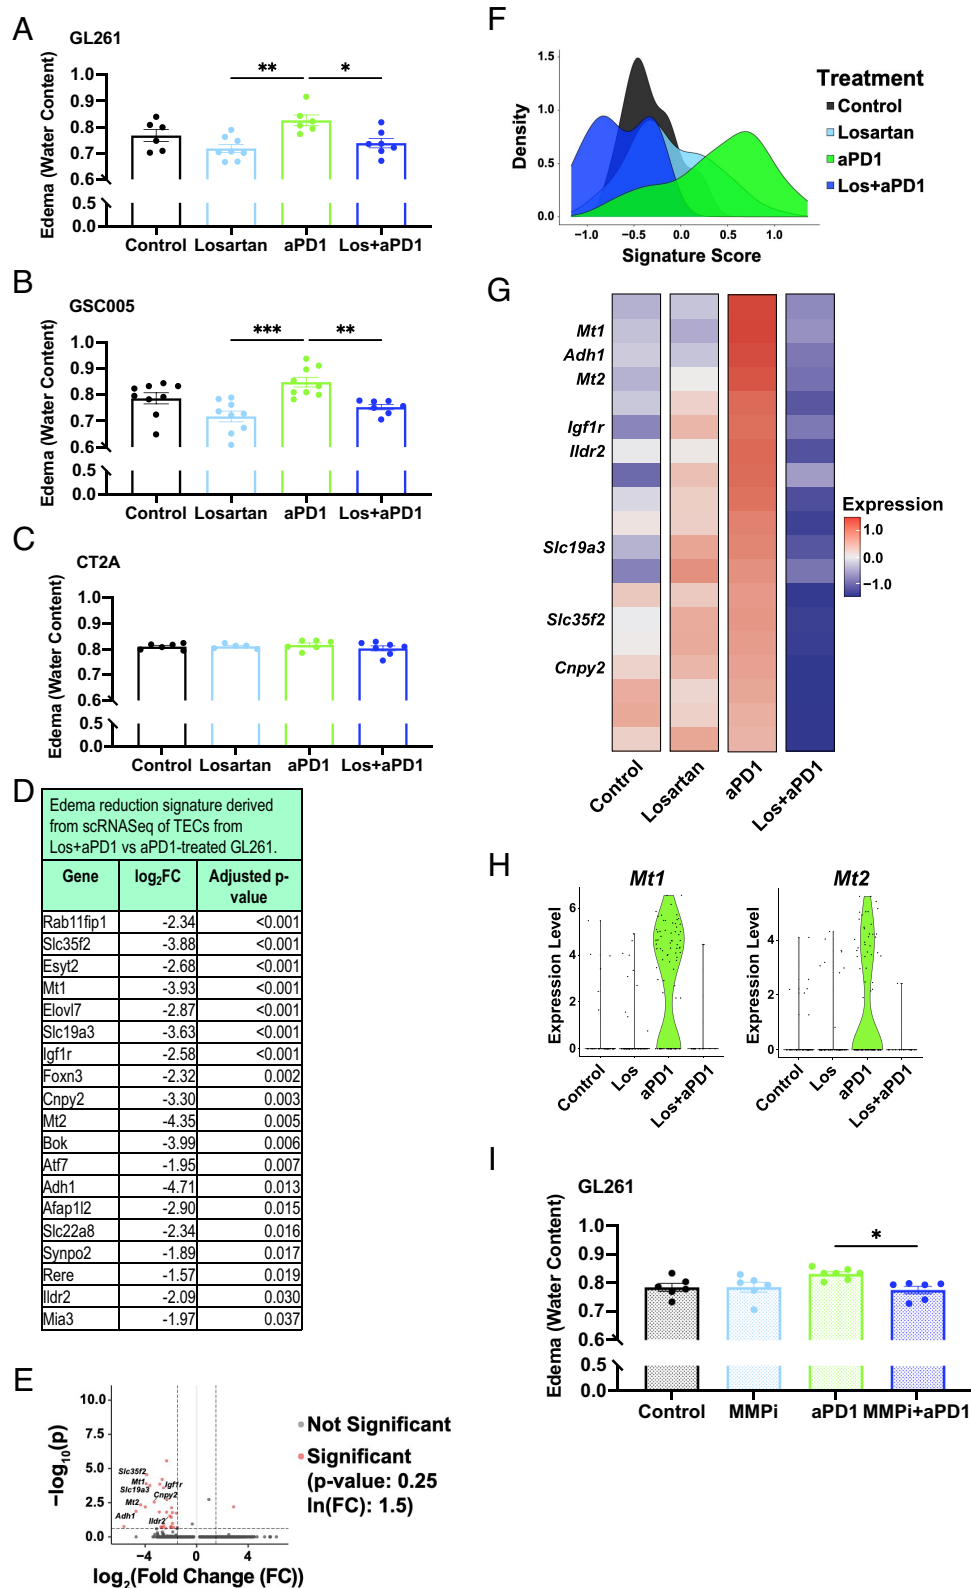 A
GL261
** *
Edema (Water Content)
1.0
0.9
0.8
0.7
0.6
0.5
0.0
Control Losartan aPD1 Los+aPD1
B
GSC005
*** **
Edema (Water Content)
1.0
0.9
0.8
0.7
0.6
0.5
0.0
Control Losartan aPD1 Los+aPD1
C
CT2A
Edema (Water Content)
1.0
0.9
0.8
0.7
0.6
0.5
0.0
Control Losartan aPD1 Los+aPD1
D
Edema reduction signature derived
from scRNASeq of TECs from
Los+aPD1 vs aPD1-treated GL261.
Gene log2FC Adjusted p-
value
Rab11fip1 -2.34 <0.001
Slc35f2 -3.88 <0.001
Esyt2 -2.68 <0.001
Mt1 -3.93 <0.001
Elovl7 -2.87 <0.001
Slc19a3 -3.63 <0.001
Igf1r -2.58 <0.001
Foxn3 -2.32 0.002
Cnpy2 -3.30 0.003
Mt2 -4.35 0.005
Bok -3.99 0.006
Atf7 -1.95 0.007
Adh1 -4.71 0.013
Afap1l2 -2.90 0.015
Slc22a8 -2.34 0.016
Synpo2 -1.89 0.017
Rere -1.57 0.019
Ildr2 -2.09 0.030
Mia3 -1.97 0.037
E
−log10(p)
10.0
7.5
5.0
2.5
0.0
Slc35f2
Mt1
Igf1r
Slc19a3
Cnpy2
Mt2
Adh1
Ildr2
−4 0 4
log2(Fold Change (FC))
Not Significant
Significant
(p-value: 0.25
ln(FC): 1.5)
F
Density
1.5
1.0
0.5
0.0
−1.0 −0.5 0.0 0.5 1.0
Signature Score
Treatment
Control
Losartan
aPD1
Los+aPD1
G
Mt1
Adh1
Mt2
Igf1r
Ildr2
Slc19a3
Slc35f2
Cnpy2
Control Losartan aPD1 Los+aPD1
Expression
1.0
0.0
−1.0
H
Mt1
Expression Level
6
4
2
0
Control Los aPD1 Los+aPD1
Mt2
Expression Level
4
2
0
Control Los aPD1 Los+aPD1
I
GL261
*
Edema (Water Content)
1.0
0.9
0.8
0.7
0.6
0.5
0.0
Control MMPi aPD1 MMPi+aPD1